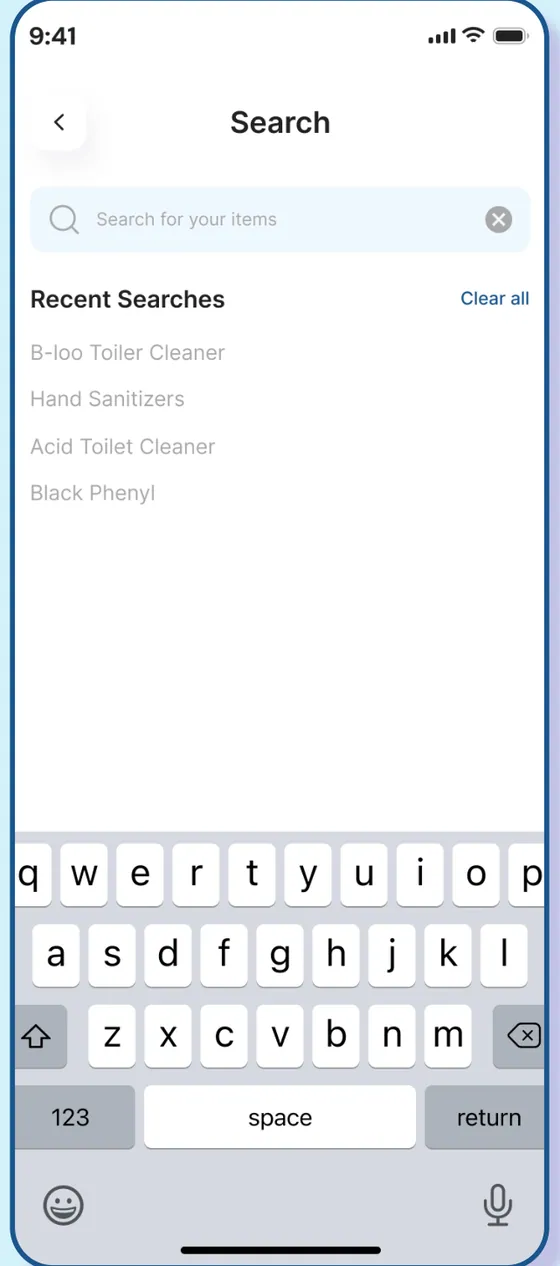 9:41
Search
Search for your items
Recent Searches Clear all
B-loo Toiler Cleaner
Hand Sanitizers
Acid Toilet Cleaner
Black Phenyl
q w e r t y u i o p
a s d f g h j k l
z x c v b n m
123 space return